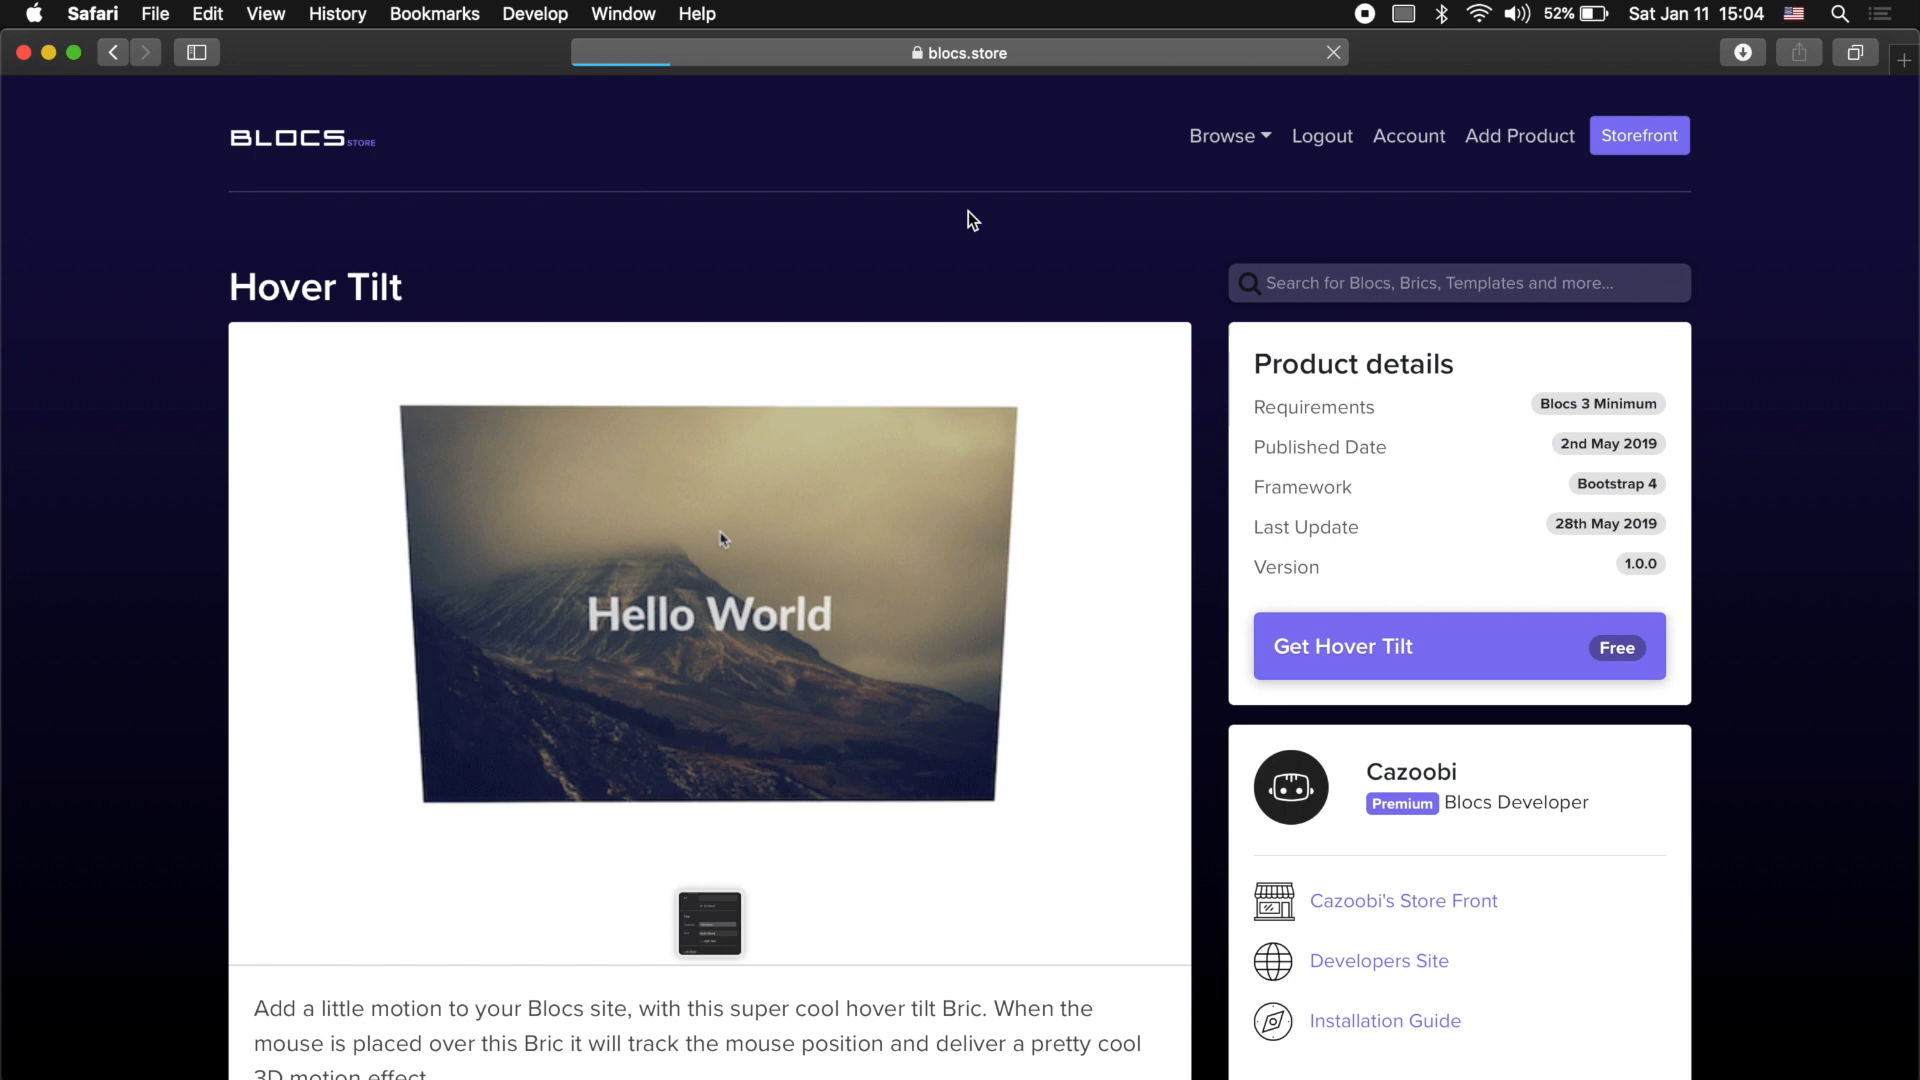 Safari File Edit View History Bookmarks Develop Window Help 52% Sat Jan 11 15:04
blocs.store
BLOCS STORE
Browse Logout Account Add Product Storefront
Hover Tilt
Search for Blocs, Brics, Templates and more...
Hello World
Add a little motion to your Blocs site, with this super cool hover tilt Bric. When the
mouse is placed over this Bric it will track the mouse position and deliver a pretty cool
3D motion effect
Product details
Requirements Blocs 3 Minimum
Published Date 2nd May 2019
Framework Bootstrap 4
Last Update 28th May 2019
Version 1.0.0
Get Hover Tilt Free
Cazoobi
Premium Blocs Developer
Cazoobi's Store Front
Developers Site
Installation Guide